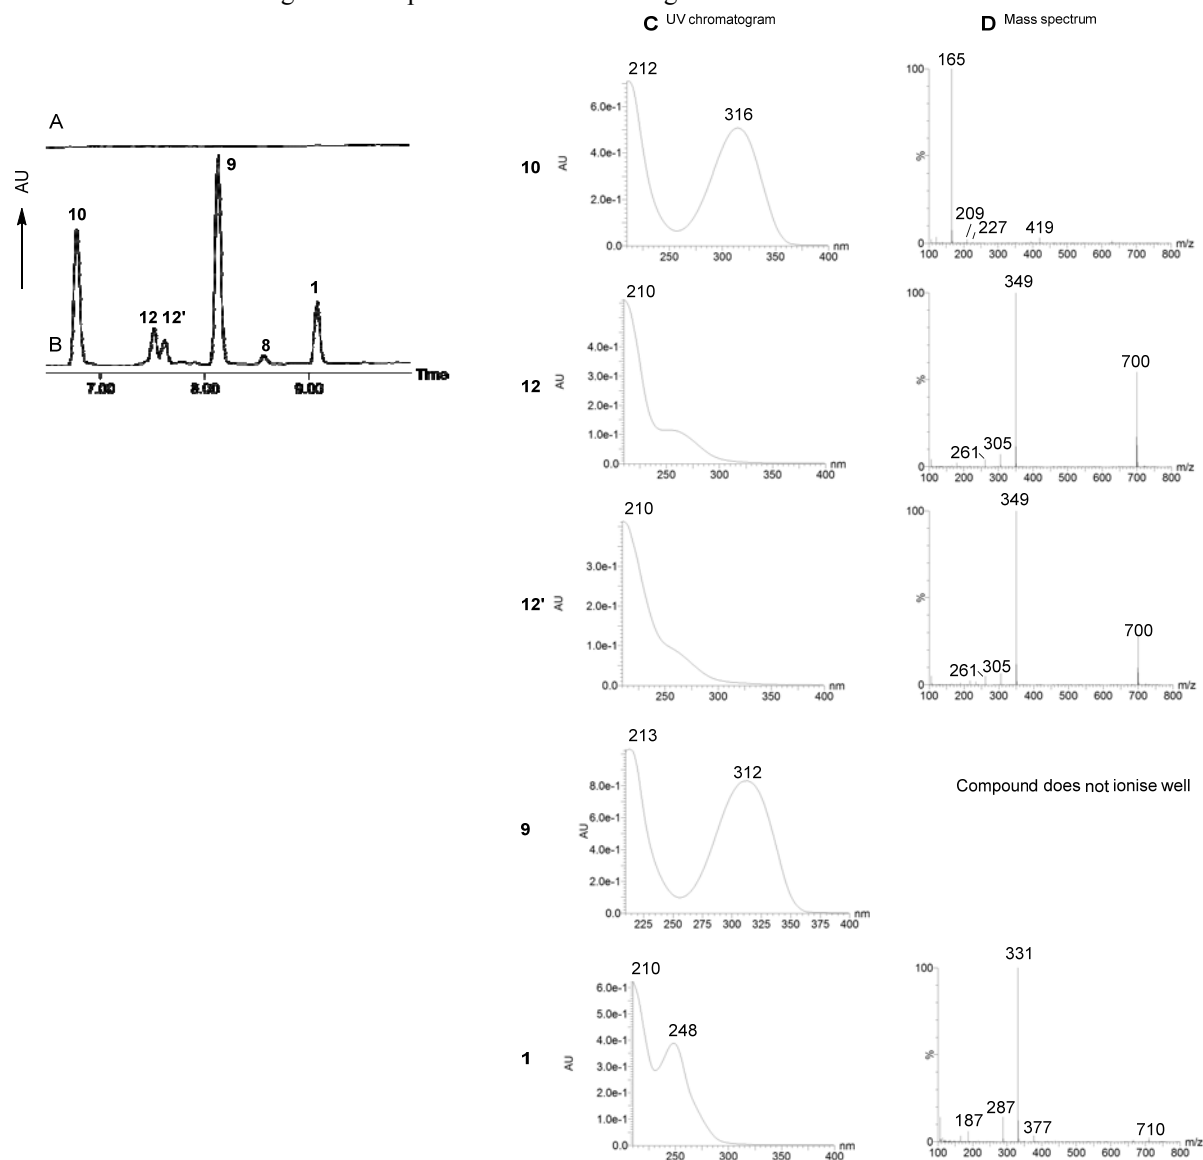 C UV chromatogram
D Mass spectrum
A
AU
9
10
12 12'
1
8
B
7.00 8.00 9.00 Time
10
212
316
6.0e-1
4.0e-1
2.0e-1
0.0
AU
250 300 350 400 nm
165
100
%
209
227
419
0
100 200 300 400 500 600 700 800 m/z
12
210
4.0e-1
3.0e-1
2.0e-1
1.0e-1
0.0
AU
250 300 350 400 nm
349
100
700
%
261 305
0
100 200 300 400 500 600 700 800 m/z
12'
210
3.0e-1
2.0e-1
1.0e-1
0.0
AU
250 300 350 400 nm
349
100
700
%
261 305
0
100 200 300 400 500 600 700 800 m/z
9
213
312
8.0e-1
6.0e-1
4.0e-1
2.0e-1
0.0
AU
225 250 275 300 325 350 375 400 nm
Compound does not ionise well
1
210
248
6.0e-1
5.0e-1
4.0e-1
3.0e-1
2.0e-1
1.0e-1
0.0
AU
250 300 350 400 nm
331
100
%
187 287
377
710
0
100 200 300 400 500 600 700 800 m/z